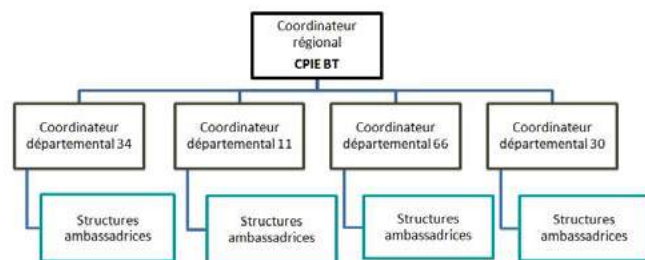 Coordinateur
régional
CPIE BT
Coordinateur
départemental 34
Coordinateur
départemental 11
Coordinateur
départemental 66
Coordinateur
départemental 30
Structures
ambassadrices
Structures
ambassadrices
Structures
ambassadrices
Structures
ambassadrices